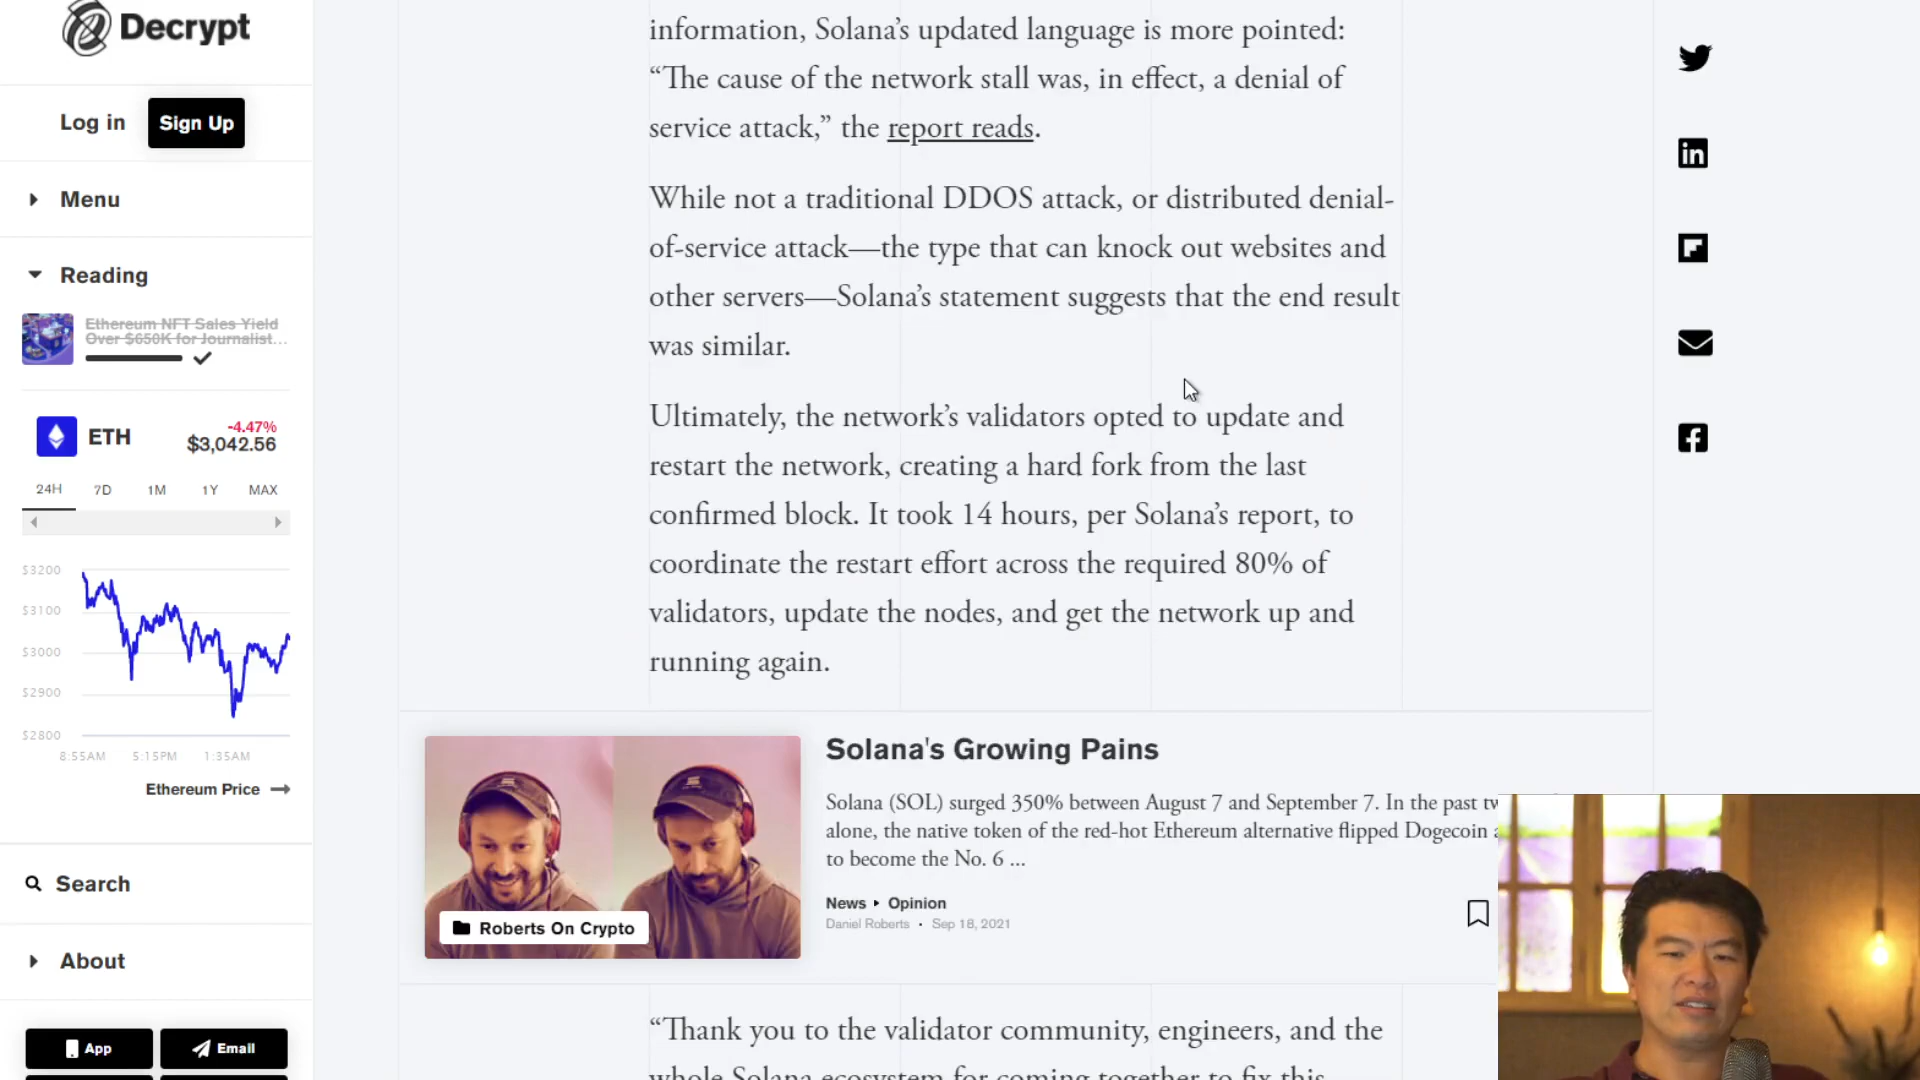 Decrypt
Log in
Sign Up
Menu
Reading
Ethereum NFT Sales Yield
Over $650K for Journalist...
ETH
-4.47%
$3,042.56
24H 7D 1M 1Y MAX
$3200
$3100
$3000
$2900
$2800
8:55AM 5:15PM 1:35AM
Ethereum Price
Search
About
App
Email
information, Solana’s updated language is more pointed:
“The cause of the network stall was, in effect, a denial of
service attack,” the report reads.
While not a traditional DDOS attack, or distributed denial-
of-service attack—the type that can knock out websites and
other servers—Solana’s statement suggests that the end result
was similar.
Ultimately, the network’s validators opted to update and
restart the network, creating a hard fork from the last
confirmed block. It took 14 hours, per Solana’s report, to
coordinate the restart effort across the required 80% of
validators, update the nodes, and get the network up and
running again.
Roberts On Crypto
Solana's Growing Pains
Solana (SOL) surged 350% between August 7 and September 7. In the past
alone, the native token of the red-hot Ethereum alternative flipped Dogecoin
to become the No. 6 ...
News ‣ Opinion
Daniel Roberts • Sep 18, 2021
“Thank you to the validator community, engineers, and the
whole Solana ecosystem for coming together to fix this